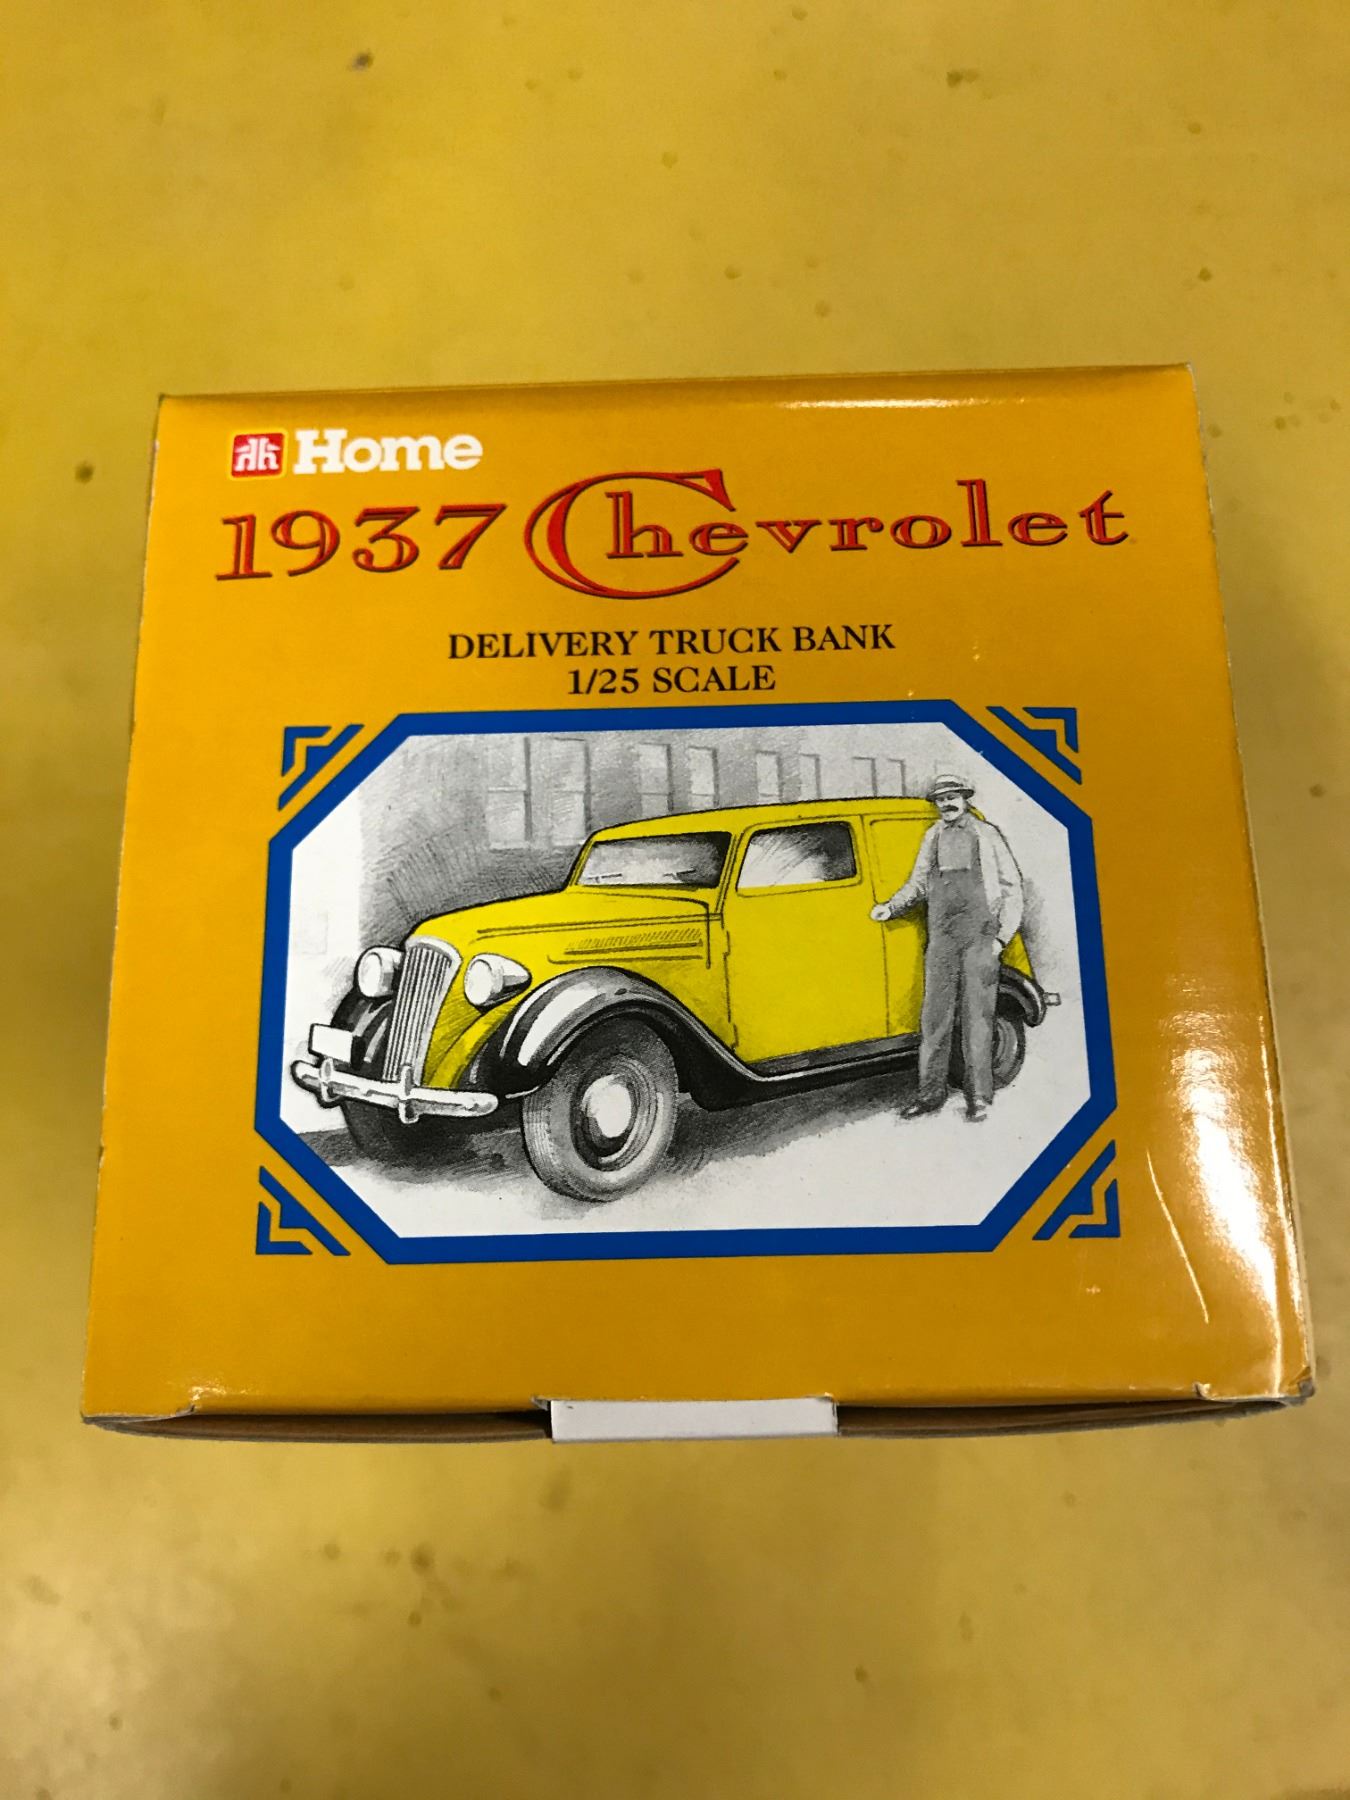 Home
1937 Chevrolet
DELIVERY TRUCK BANK
1/25 SCALE